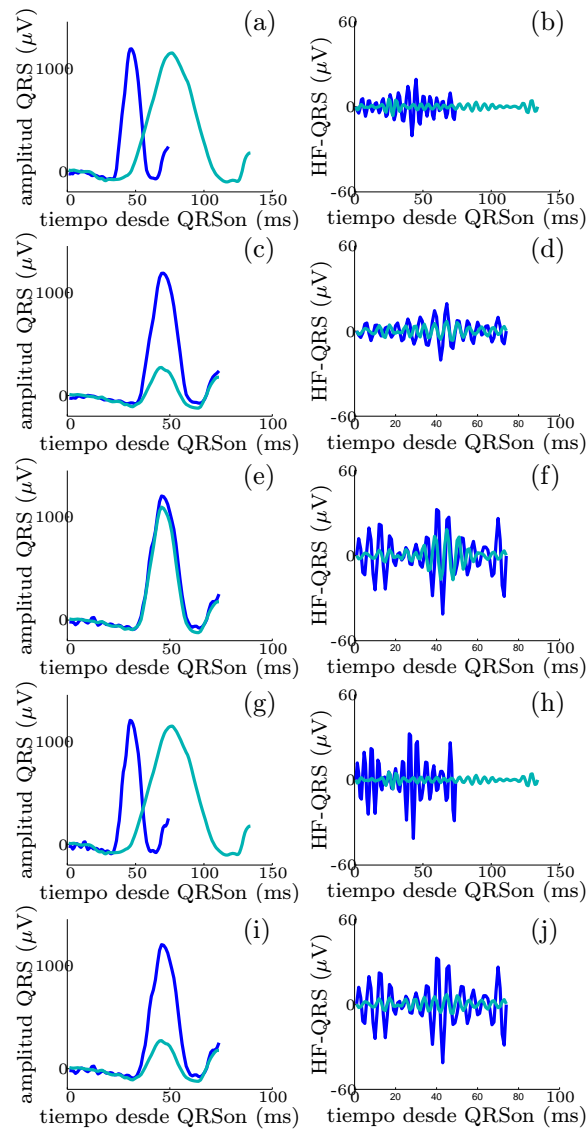 (a)
amplitud QRS (μV)
1000
0
0 50 100 150
tiempo desde QRSon (ms)
(b)
HF-QRS (μV)
60
0
-60
0 50 100 150
tiempo desde QRSon (ms)
(c)
amplitud QRS (μV)
1000
0
0 50 100
tiempo desde QRSon (ms)
(d)
HF-QRS (μV)
60
0
-60
0 20 40 60 80 100
tiempo desde QRSon (ms)
(e)
amplitud QRS (μV)
1000
0
0 50 100
tiempo desde QRSon (ms)
(f)
HF-QRS (μV)
60
0
-60
0 20 40 60 80 100
tiempo desde QRSon (ms)
(g)
amplitud QRS (μV)
1000
0
0 50 100 150
tiempo desde QRSon (ms)
(h)
HF-QRS (μV)
60
0
-60
0 50 100 150
tiempo desde QRSon (ms)
(i)
amplitud QRS (μV)
1000
0
0 50 100
tiempo desde QRSon (ms)
(j)
HF-QRS (μV)
60
0
-60
0 20 40 60 80 100
tiempo desde QRSon (ms)